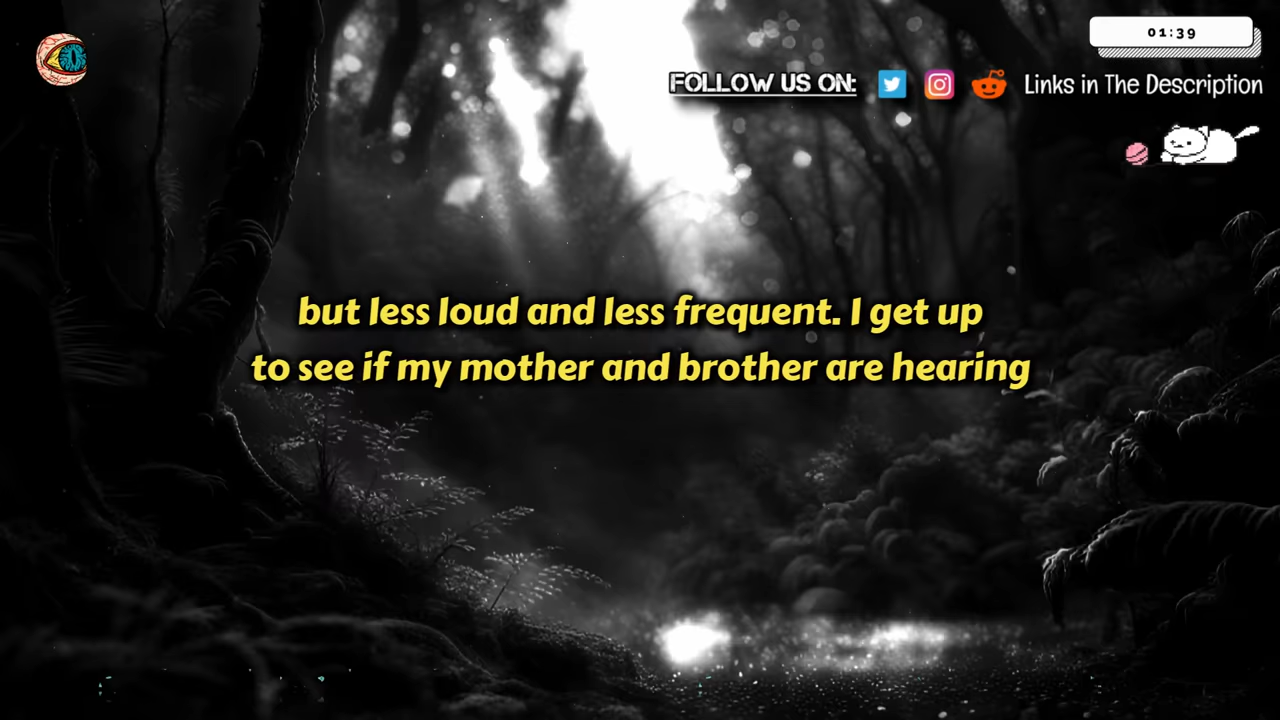 01:39
FOLLOW US ON: Links in The Description
but less loud and less frequent. I get up
to see if my mother and brother are hearing